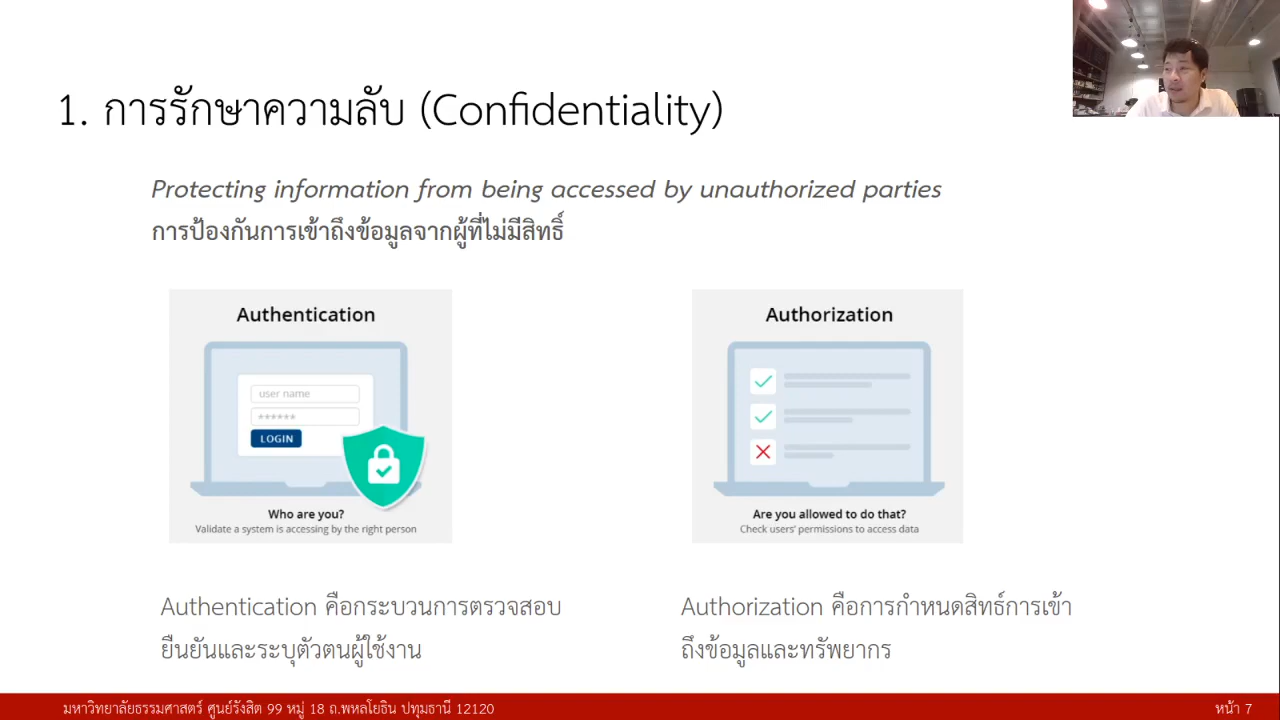 1. การรักษาความลับ (Confidentiality)
Protecting information from being accessed by unauthorized parties
การป้องกันการเข้าถึงข้อมูลจากผู้ที่ไม่มีสิทธิ์
Authentication
user name
******
LOGIN
Who are you?
Validate a system is accessing by the right person
Authorization
Are you allowed to do that?
Check users' permissions to access data
Authentication คือกระบวนการตรวจสอบ
ยืนยันและระบุตัวตนผู้ใช้งาน
Authorization คือการกำหนดสิทธ์การเข้า
ถึงข้อมูลและทรัพยากร
มหาวิทยาลัยธรรมศาสตร์ ศูนย์รังสิต 99 หมู่ 18 ถ.พหลโยธิน ปทุมธานี 12120
หน้า 7